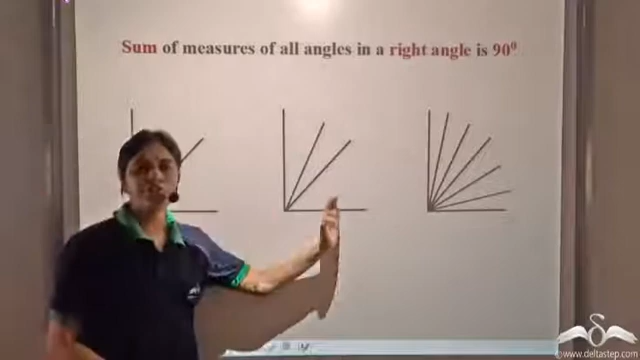 Sum of measures of all angles in a right angle is 90⁰
©www.deltastep.com